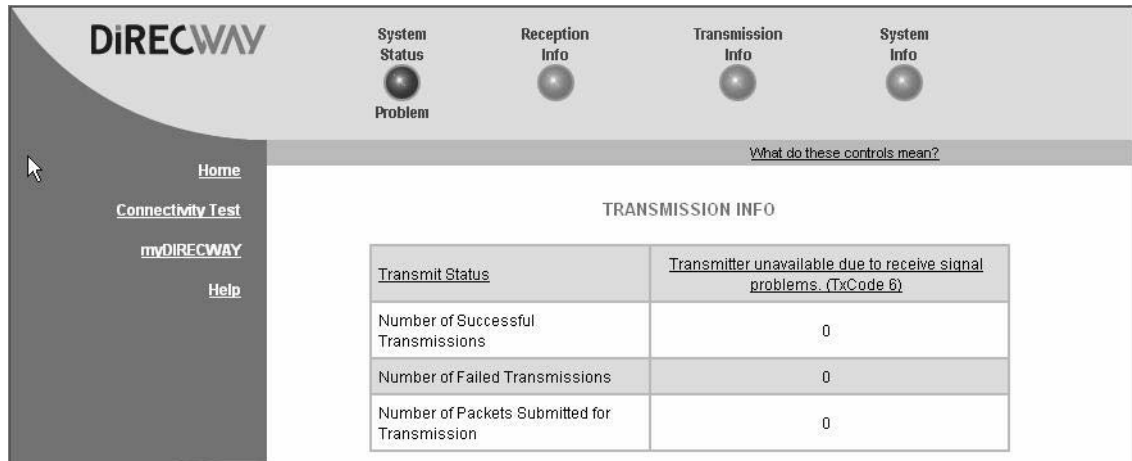 DiRECWAY
System Status
Problem
Reception Info
Transmission Info
System Info
What do these controls mean?
Home
Connectivity Test
myDIRECWAY
Help
TRANSMISSION INFO
Transmit Status
Transmitter unavailable due to receive signal
problems. (TxCode 6)
Number of Successful
Transmissions
0
Number of Failed Transmissions
0
Number of Packets Submitted for
Transmission
0